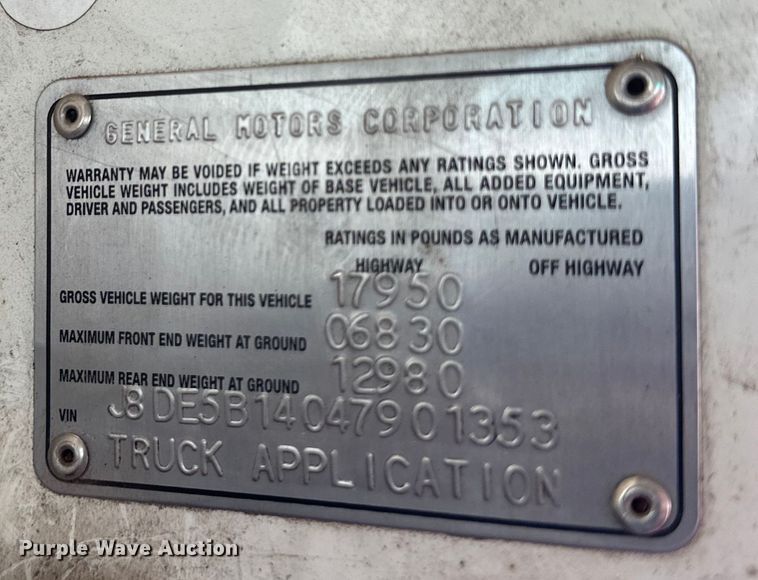 GENERAL MOTORS CORPORATION
WARRANTY MAY BE VOIDED IF WEIGHT EXCEEDS ANY RATINGS SHOWN. GROSS
VEHICLE WEIGHT INCLUDES WEIGHT OF BASE VEHICLE, ALL ADDED EQUIPMENT,
DRIVER AND PASSENGERS, AND ALL PROPERTY LOADED INTO OR ONTO VEHICLE.
RATINGS IN POUNDS AS MANUFACTURED
HIGHWAY OFF HIGHWAY
GROSS VEHICLE WEIGHT FOR THIS VEHICLE 17950
MAXIMUM FRONT END WEIGHT AT GROUND 06830
MAXIMUM REAR END WEIGHT AT GROUND 12980
VIN J8DE5B14047901353
TRUCK APPLICATION
Purple Wave Auction